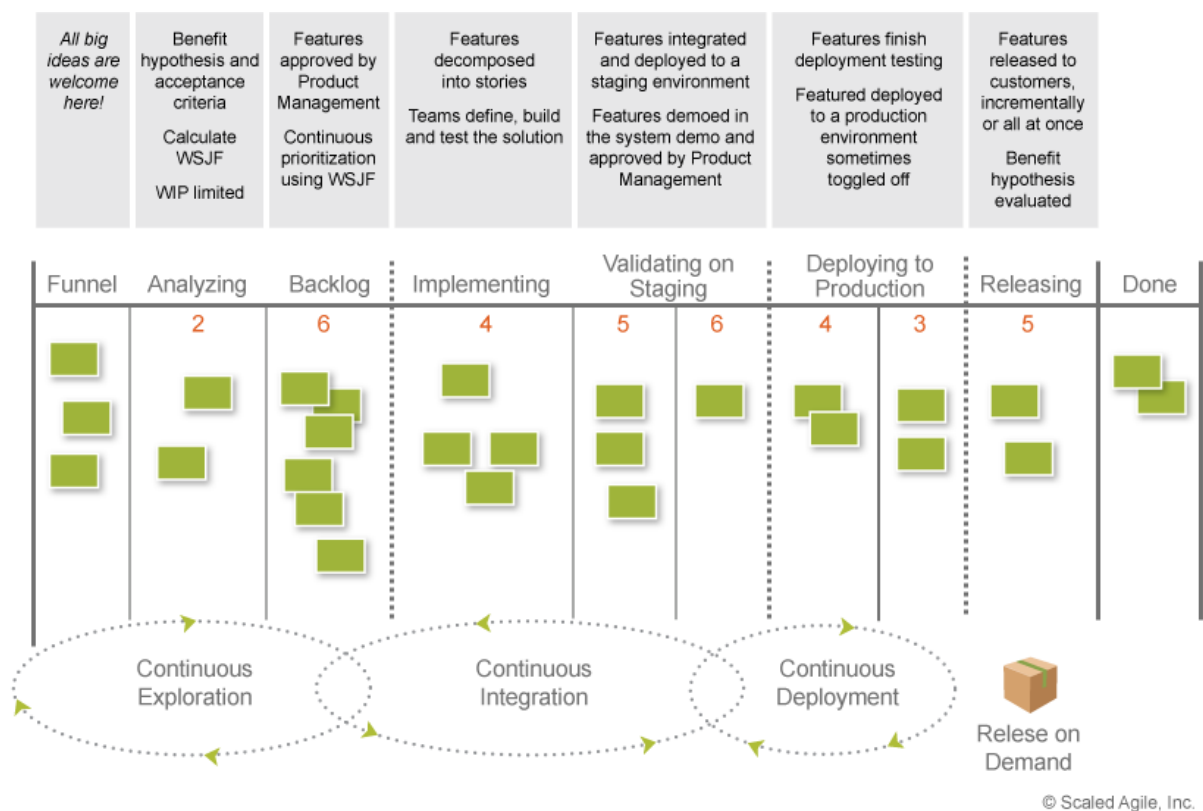 All big
ideas are
welcome
here!
Benefit
hypothesis and
acceptance
criteria
Calculate
WSJF
WIP limited
Features
approved by
Product
Management
Continuous
prioritization
using WSJF
Features
decomposed
into stories
Teams define, build
and test the solution
Features integrated
and deployed to a
staging environment
Features demoed in
the system demo and
approved by Product
Management
Features finish
deployment testing
Featured deployed
to a production
environment
sometimes
toggled off
Features
released to
customers,
incrementally
or all at once
Benefit
hypothesis
evaluated
Funnel
Analyzing
Backlog
Implementing
Validating on
Staging
Deploying to
Production
Releasing
Done
2
6
4
5
6
4
3
5
Continuous
Exploration
Continuous
Integration
Continuous
Deployment
Relese on
Demand
© Scaled Agile, Inc.